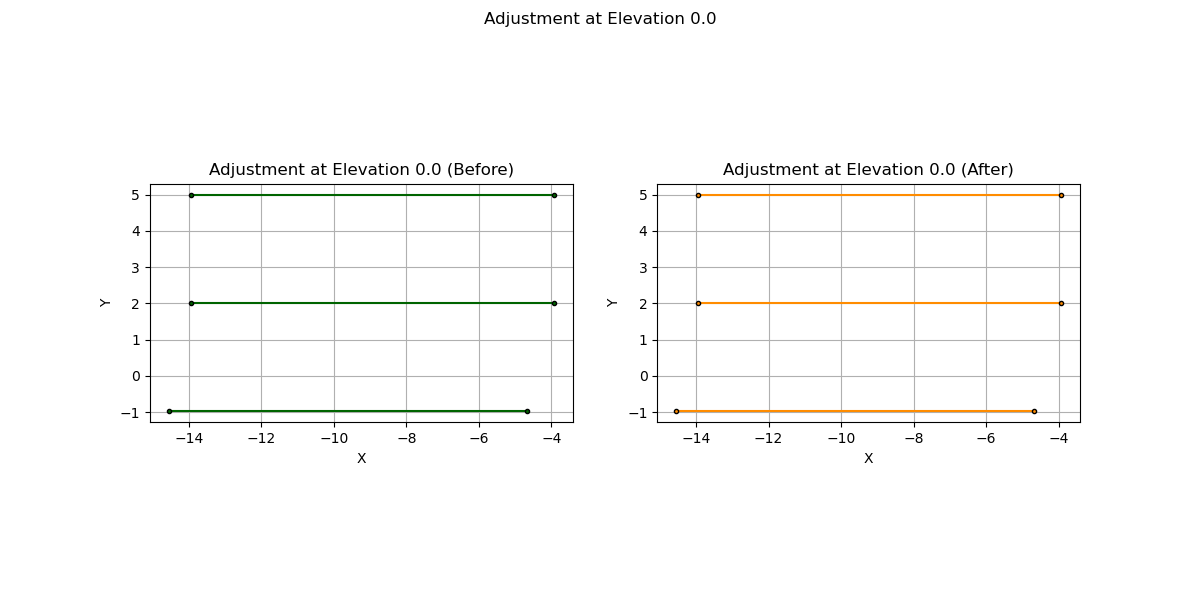 Adjustment at Elevation 0.0
Adjustment at Elevation 0.0 (Before)
5
4
3
2
1
0
−1
Y
−14 −12 −10 −8 −6 −4
X
Adjustment at Elevation 0.0 (After)
5
4
3
2
1
0
−1
Y
−14 −12 −10 −8 −6 −4
X